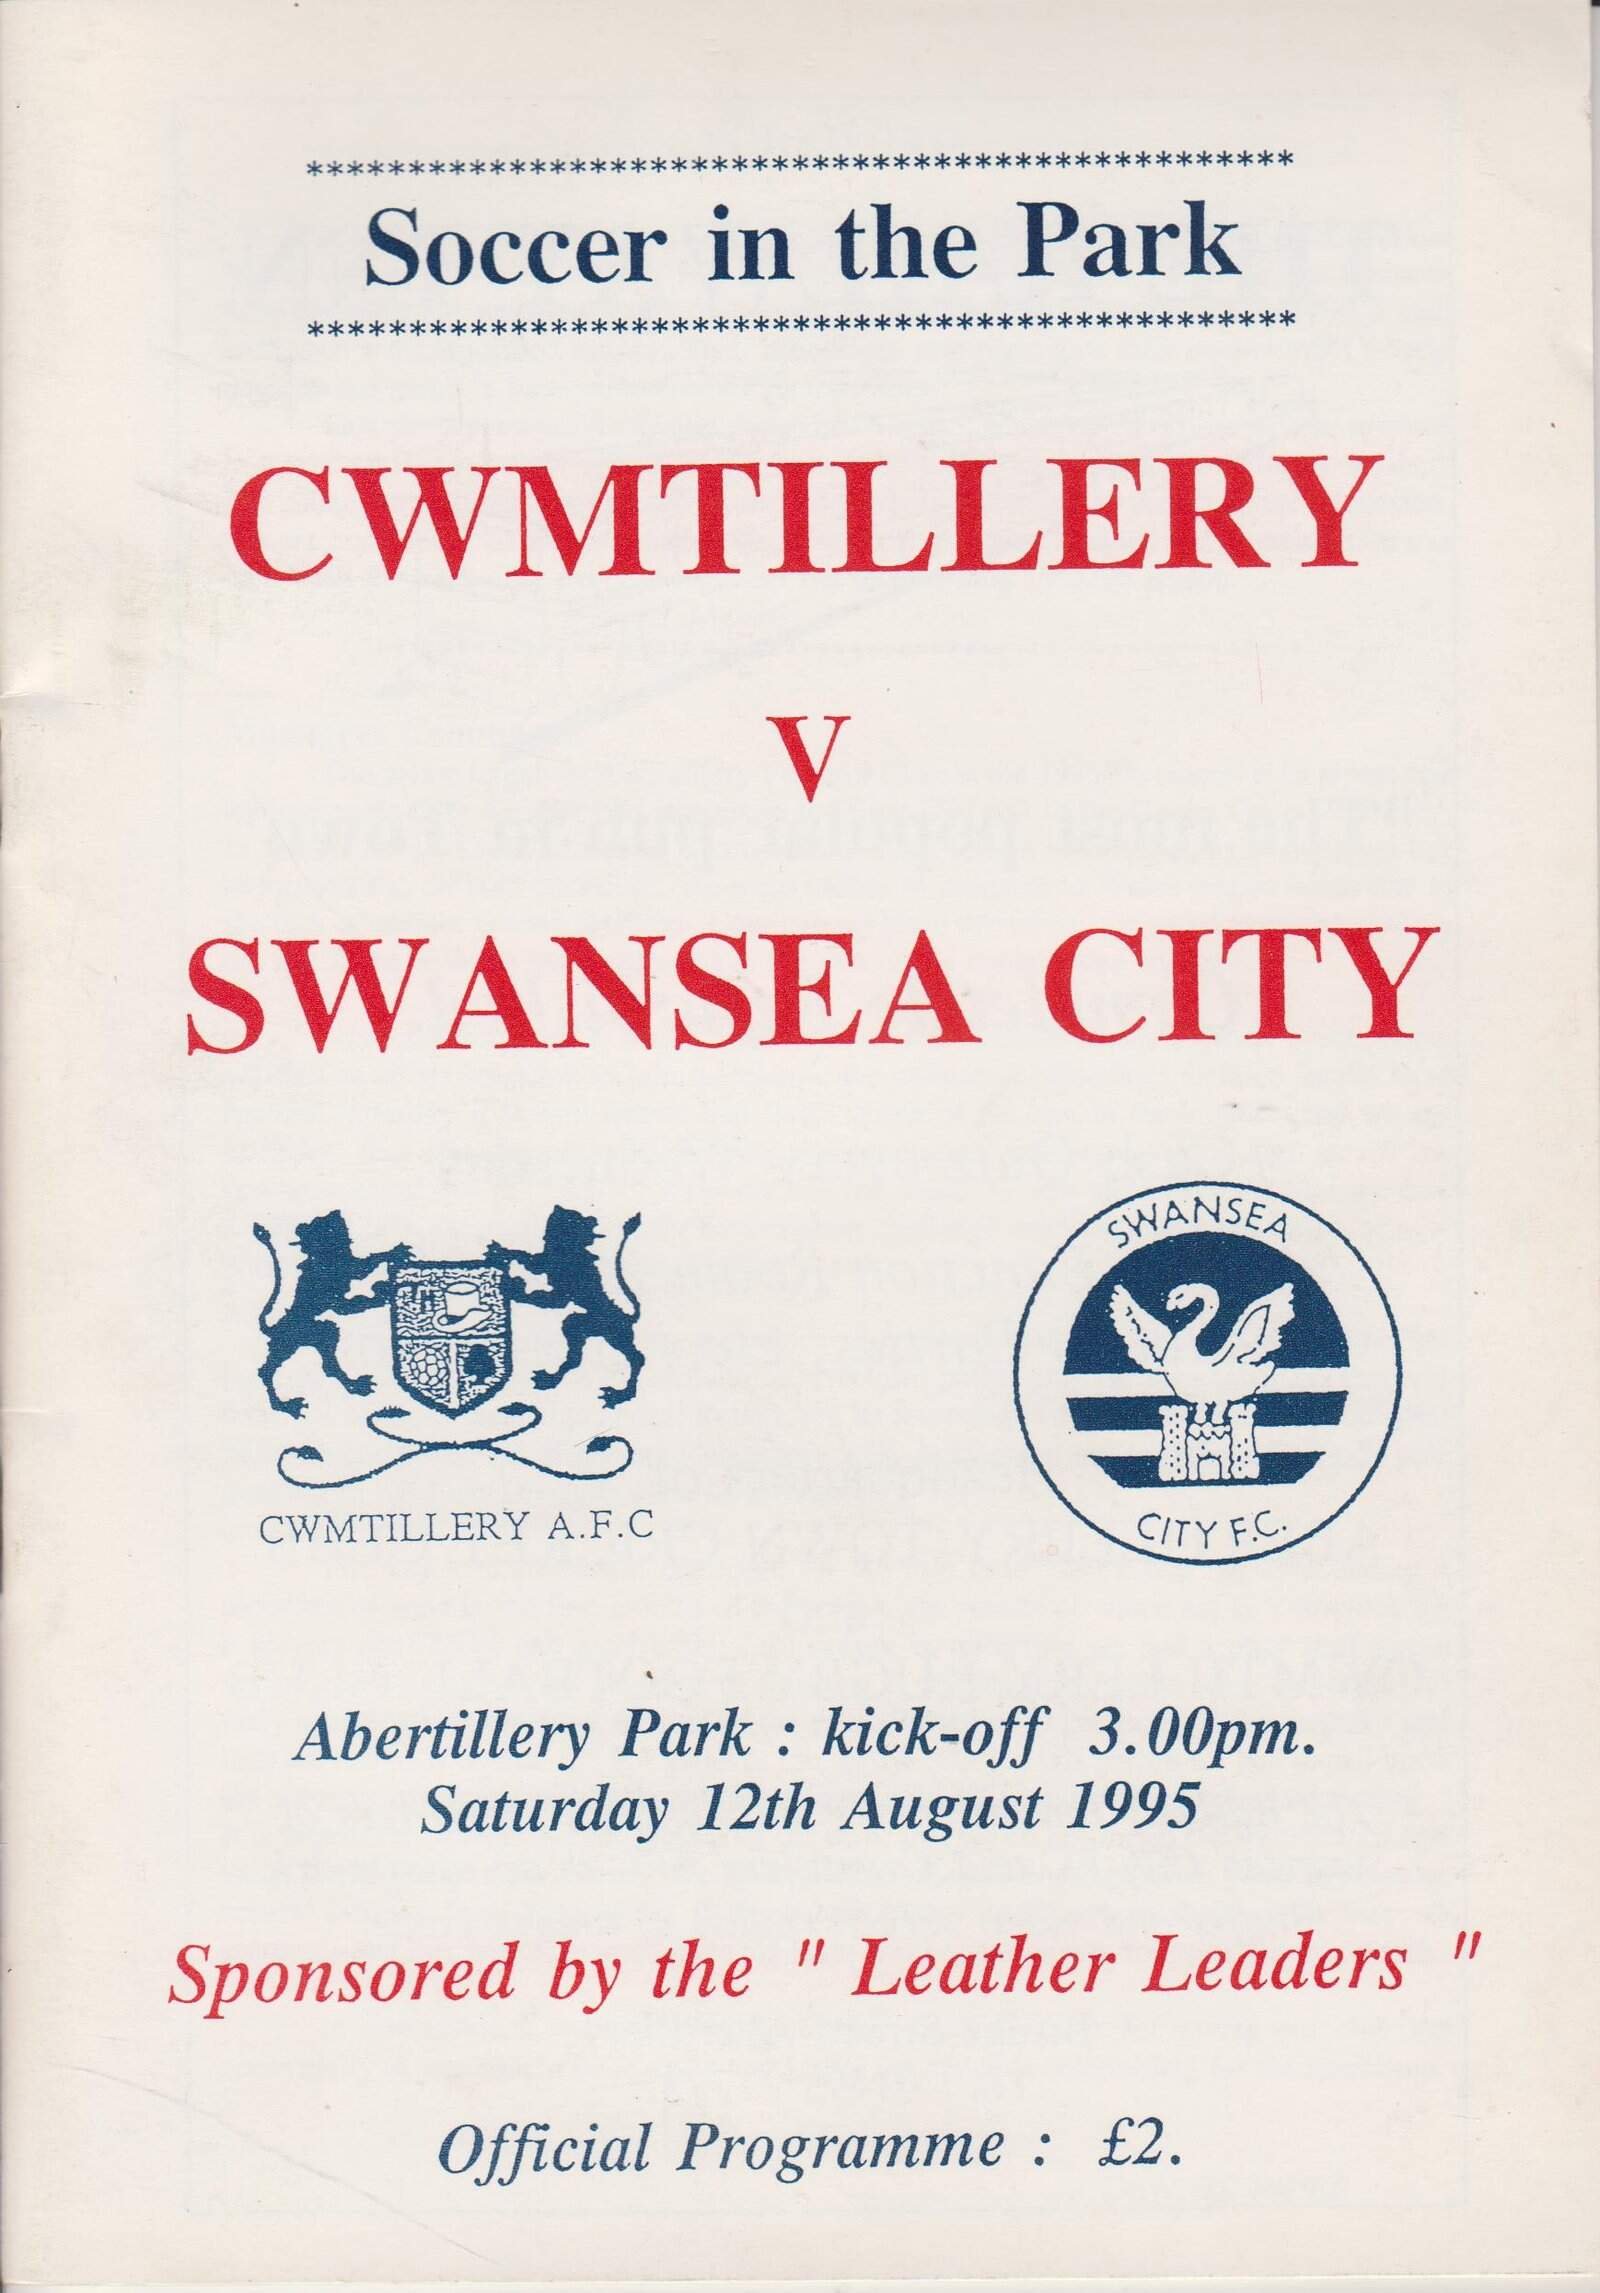 *************************************************
Soccer in the Park
*************************************************
CWMTILLERY
V
SWANSEA CITY
SWANSEA
CITY F.C.
CWMTILLERY A.F.C
Abertillery Park : kick-off 3.00pm.
Saturday 12th August 1995
Sponsored by the " Leather Leaders "
Official Programme : £2.